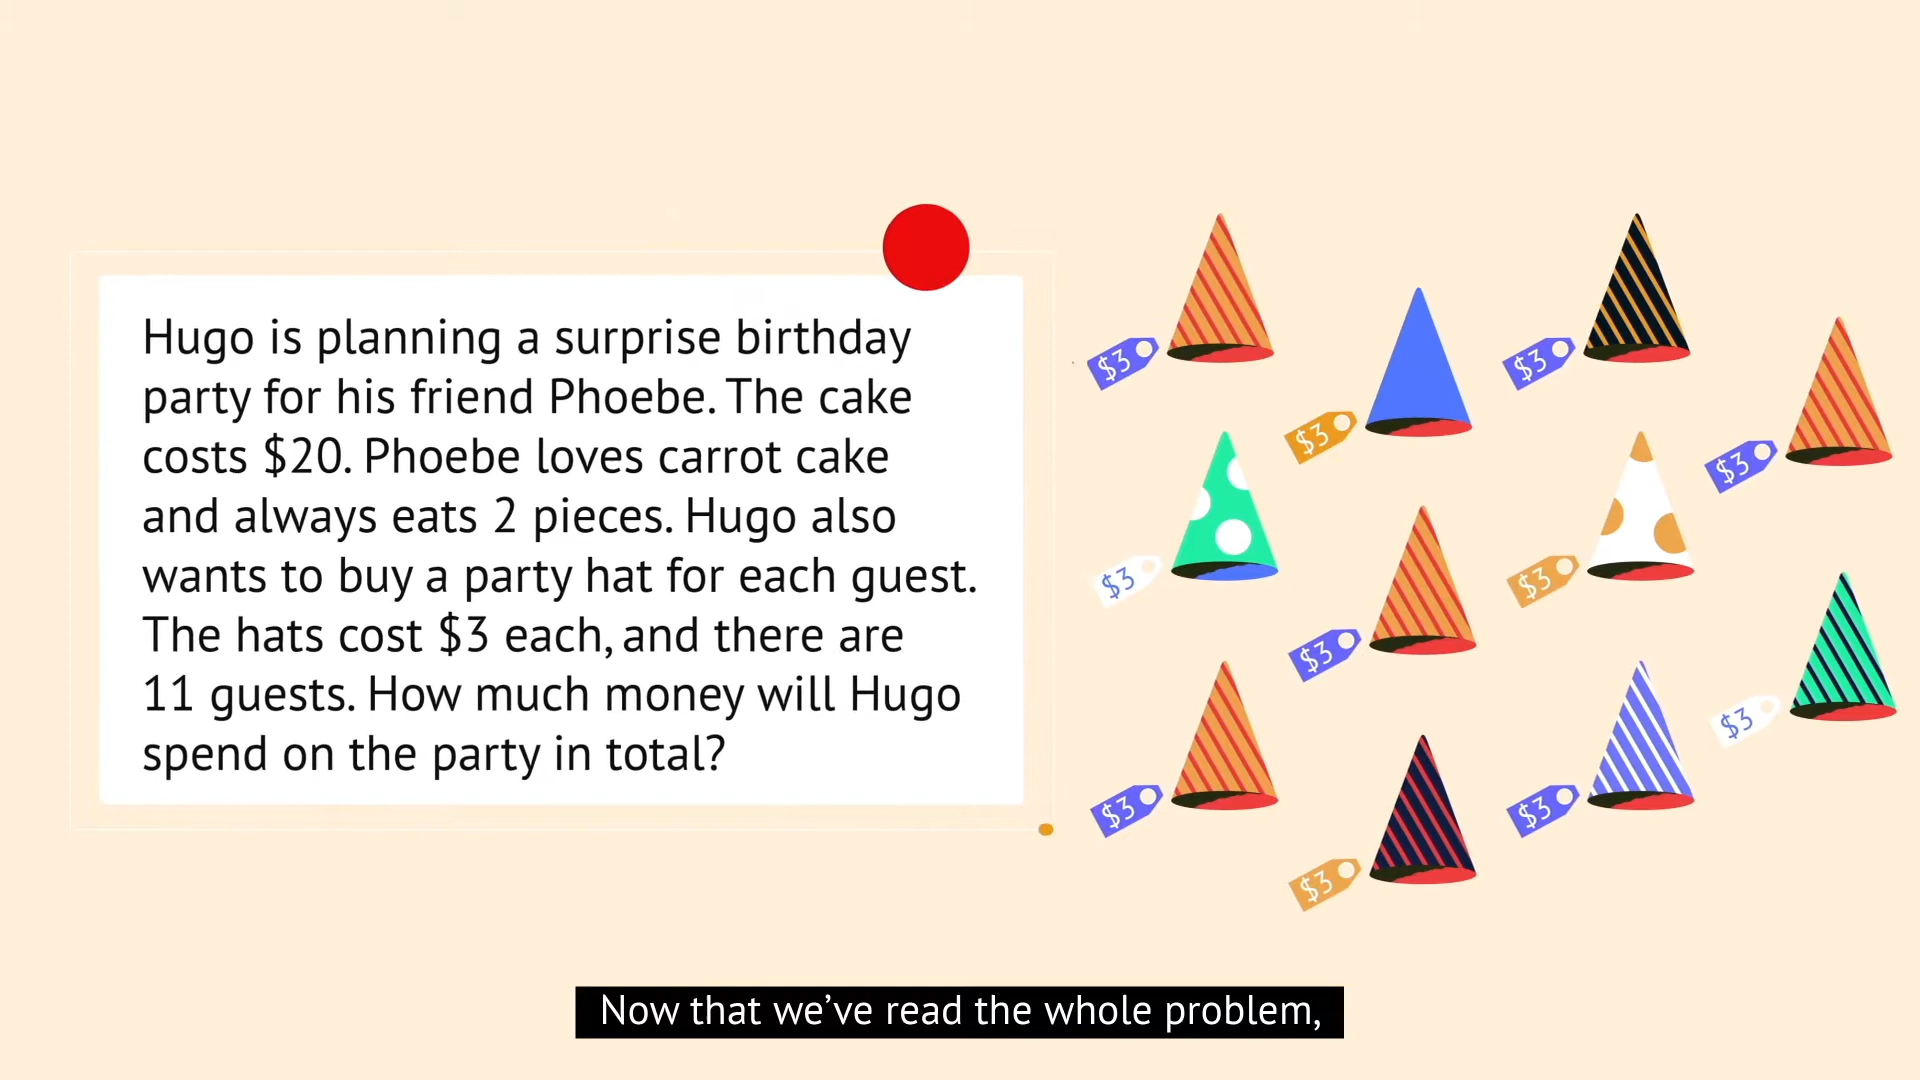 Hugo is planning a surprise birthday
party for his friend Phoebe. The cake
costs $20. Phoebe loves carrot cake
and always eats 2 pieces. Hugo also
wants to buy a party hat for each guest.
The hats cost $3 each, and there are
11 guests. How much money will Hugo
spend on the party in total?
$3
$3
$3
$3
$3
$3
$3
$3
$3
$3
$3
Now that we’ve read the whole problem,